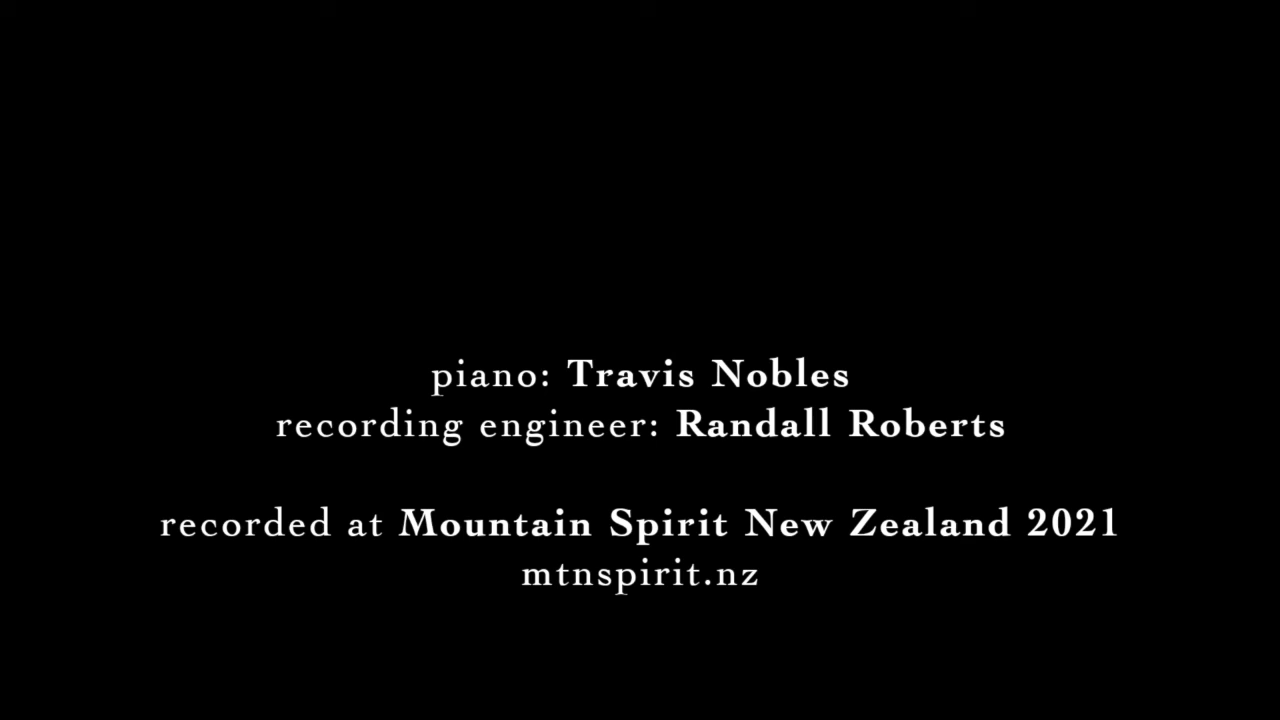 piano: Travis Nobles
recording engineer: Randall Roberts
recorded at Mountain Spirit New Zealand 2021
mtnspirit.nz